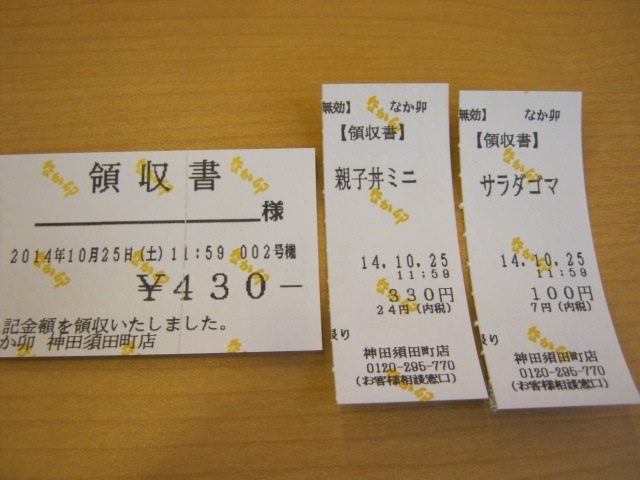 領収書
様
2014年10月25日(土) 11:59 002号機
¥430-
記金額を領収いたしました。
か卯 神田須田町店
無効】 なか卯
【領収書】
親子丼ミニ
14.10.25
11:59
330円
24円(内税)
神田須田町店
0120-295-770
(お客様相談窓口)
無効】 なか卯
【領収書】
サラダゴマ
14.10.25
11:59
100円
7円(内税)
神田須田町店
0120-295-770
(お客様相談窓口)